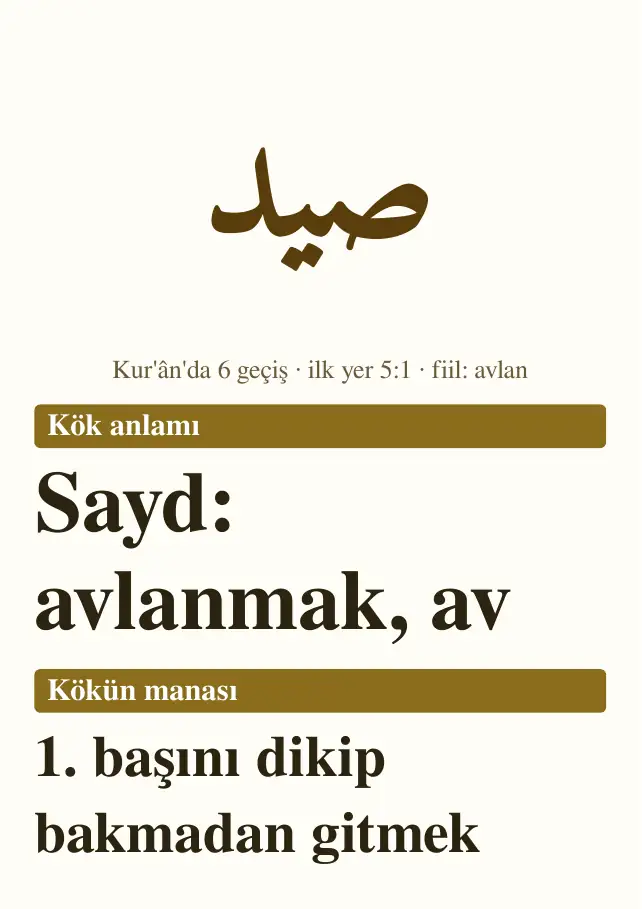 صيد
Kur'ân'da 6 geçiş · ilk yer 5:1 · fiil: avlan
Kök anlamı
Sayd:
avlanmak, av
Kökün manası
1. başını dikip
bakmadan gitmek